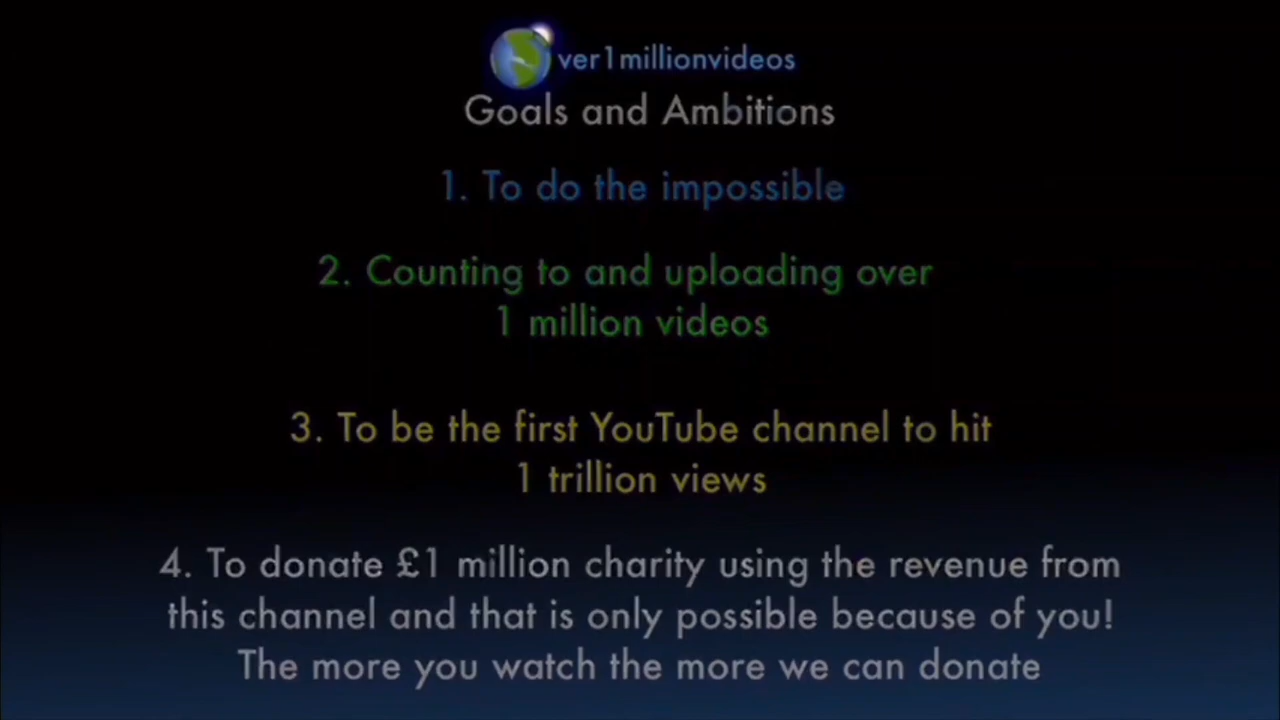 ver1millionvideos
Goals and Ambitions
1. To do the impossible
2. Counting to and uploading over
1 million videos
3. To be the first YouTube channel to hit
1 trillion views
4. To donate £1 million charity using the revenue from
this channel and that is only possible because of you!
The more you watch the more we can donate